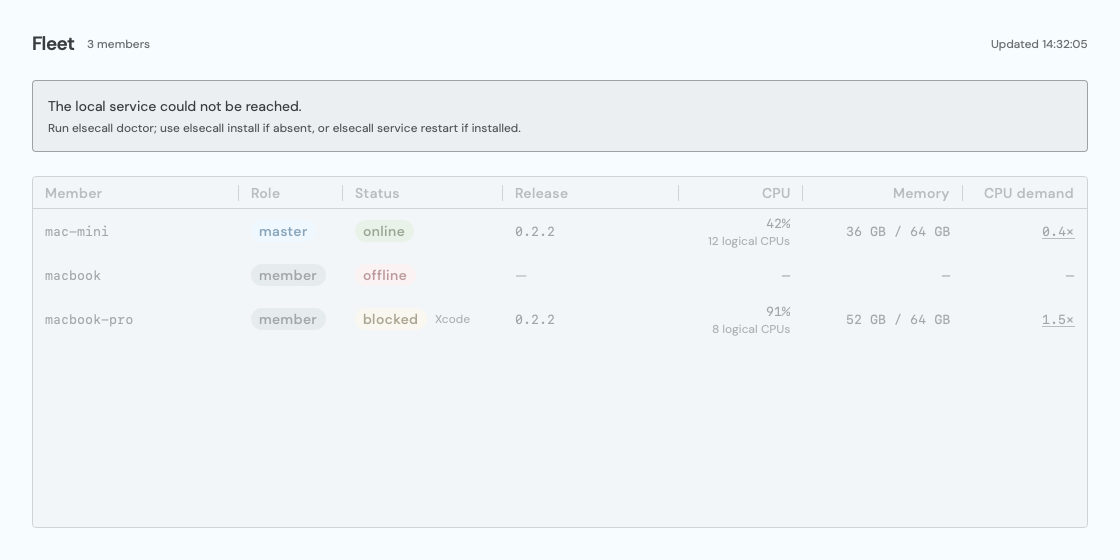 Fleet 3 members Updated 14:32:05
The local service could not be reached.
Run elsecall doctor; use elsecall install if absent, or elsecall service restart if installed.
Member Role Status Release CPU Memory CPU demand
mac-mini master online 0.2.2 42% 36 GB / 64 GB 0.4×
12 logical CPUs
macbook member offline — — — —
macbook-pro member blocked Xcode 0.2.2 91% 52 GB / 64 GB 1.5×
8 logical CPUs